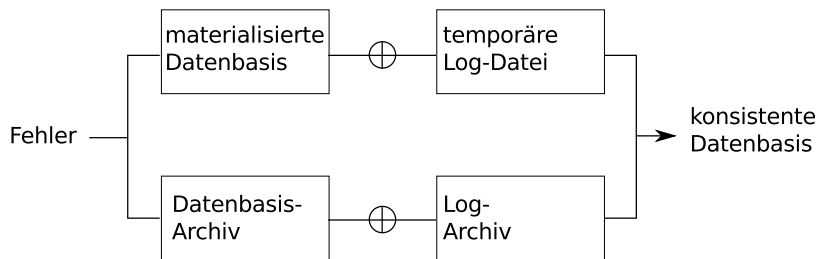 materialisierte
Datenbasis
temporäre
Log-Datei
Fehler
konsistente
Datenbasis
Datenbasis-
Archiv
Log-
Archiv